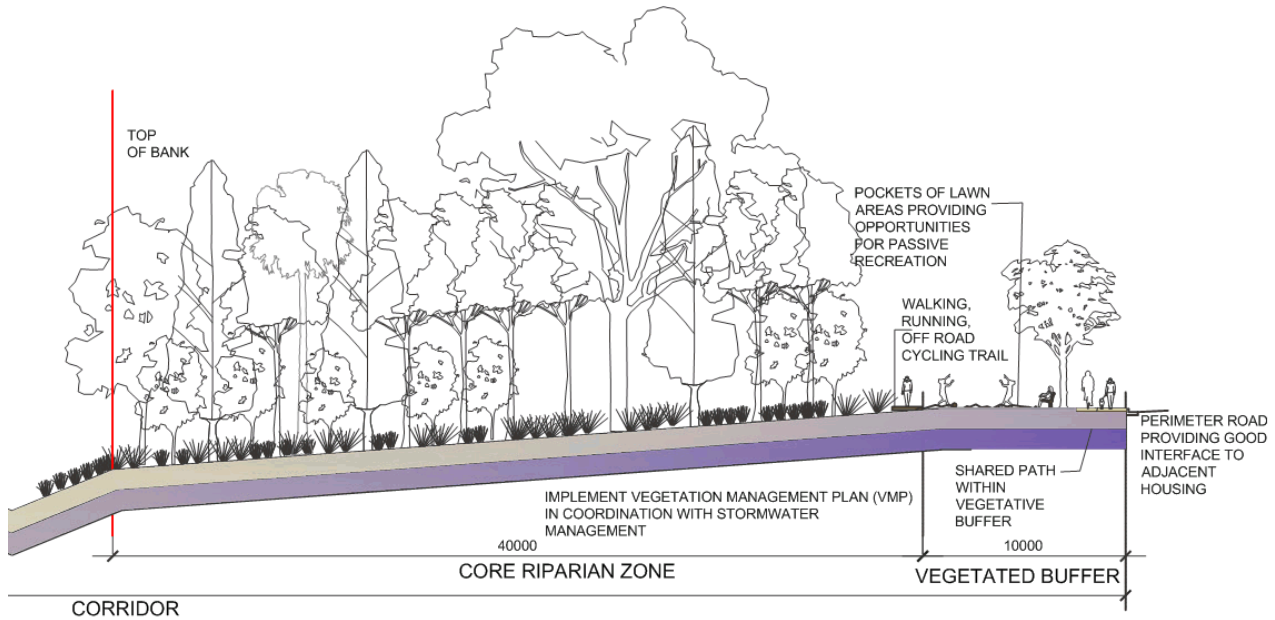 TOP
OF BANK
POCKETS OF LAWN
AREAS PROVIDING
OPPORTUNITIES
FOR PASSIVE
RECREATION
WALKING,
RUNNING,
OFF ROAD
CYCLING TRAIL
PERIMETER ROAD
PROVIDING GOOD
INTERFACE TO
ADJACENT
HOUSING
SHARED PATH
WITHIN
VEGETATIVE
BUFFER
IMPLEMENT VEGETATION MANAGEMENT PLAN (VMP)
IN COORDINATION WITH STORMWATER
MANAGEMENT
40000
10000
CORE RIPARIAN ZONE
VEGETATED BUFFER
CORRIDOR